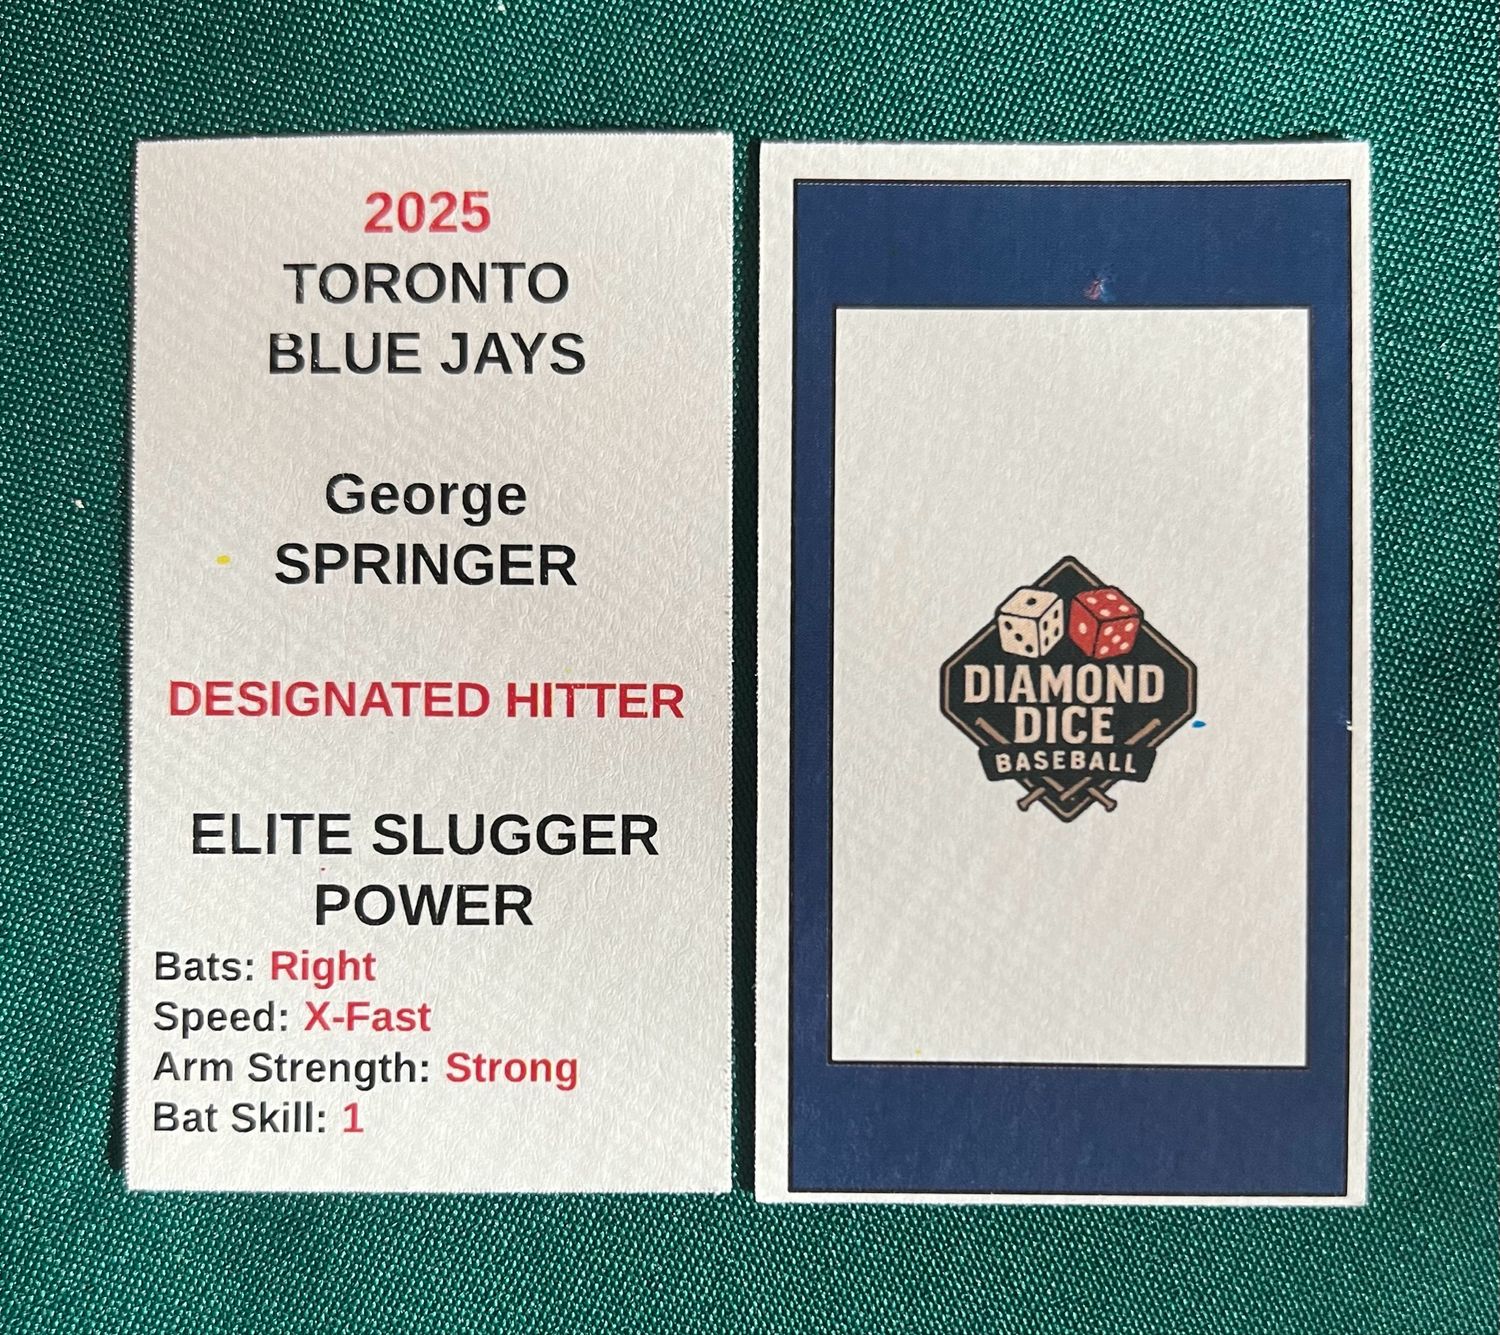 2025
TORONTO
BLUE JAYS
George
SPRINGER
DESIGNATED HITTER
ELITE SLUGGER
POWER
Bats: Right
Speed: X-Fast
Arm Strength: Strong
Bat Skill: 1
DIAMOND
DICE
BASEBALL